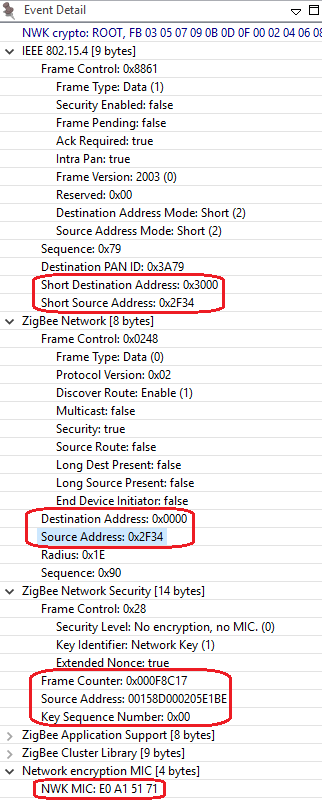 Event Detail
NWK crypto: ROOT, FB 03 05 07 09 0B 0D 0F 00 02 04 06 08
IEEE 802.15.4 [9 bytes]
Frame Control: 0x8861
Frame Type: Data (1)
Security Enabled: false
Frame Pending: false
Ack Required: true
Intra Pan: true
Frame Version: 2003 (0)
Reserved: 0x00
Destination Address Mode: Short (2)
Source Address Mode: Short (2)
Sequence: 0x79
Destination PAN ID: 0x3A79
Short Destination Address: 0x3000
Short Source Address: 0x2F34
ZigBee Network [8 bytes]
Frame Control: 0x0248
Frame Type: Data (0)
Protocol Version: 0x02
Discover Route: Enable (1)
Multicast: false
Security: true
Source Route: false
Long Dest Present: false
Long Source Present: false
End Device Initiator: false
Destination Address: 0x0000
Source Address: 0x2F34
Radius: 0x1E
Sequence: 0x90
ZigBee Network Security [14 bytes]
Frame Control: 0x28
Security Level: No encryption, no MIC. (0)
Key Identifier: Network Key (1)
Extended Nonce: true
Frame Counter: 0x000F8C17
Source Address: 00158D000205E1BE
Key Sequence Number: 0x00
ZigBee Application Support [8 bytes]
ZigBee Cluster Library [9 bytes]
Network encryption MIC [4 bytes]
NWK MIC: E0 A1 51 71